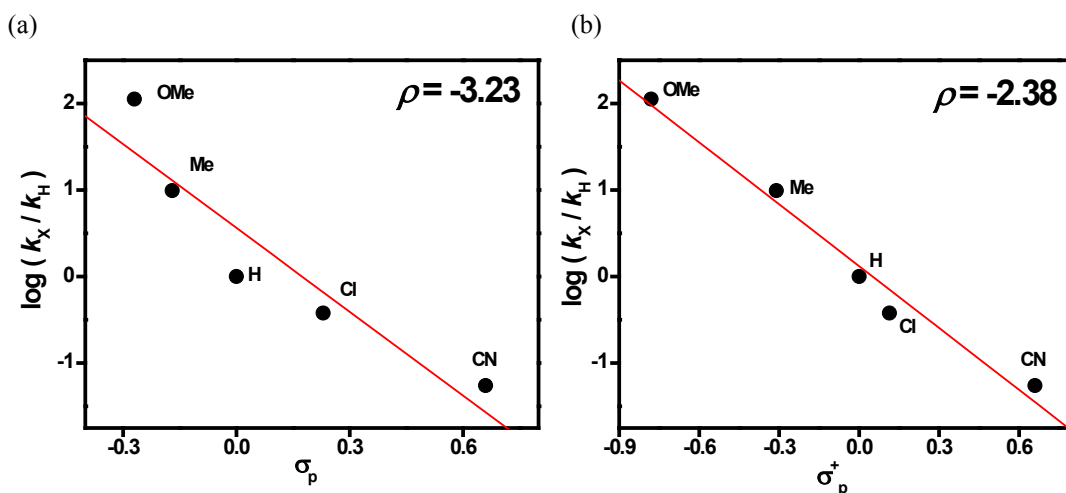 (a)
ρ = -3.23
OMe
Me
H
Cl
CN
2
1
0
-1
log ( kX / kH )
-0.3
0.0
0.3
0.6
σp
(b)
ρ = -2.38
OMe
Me
H
Cl
CN
2
1
0
-1
log ( kX / kH )
-0.9
-0.6
-0.3
0.0
0.3
0.6
σp+